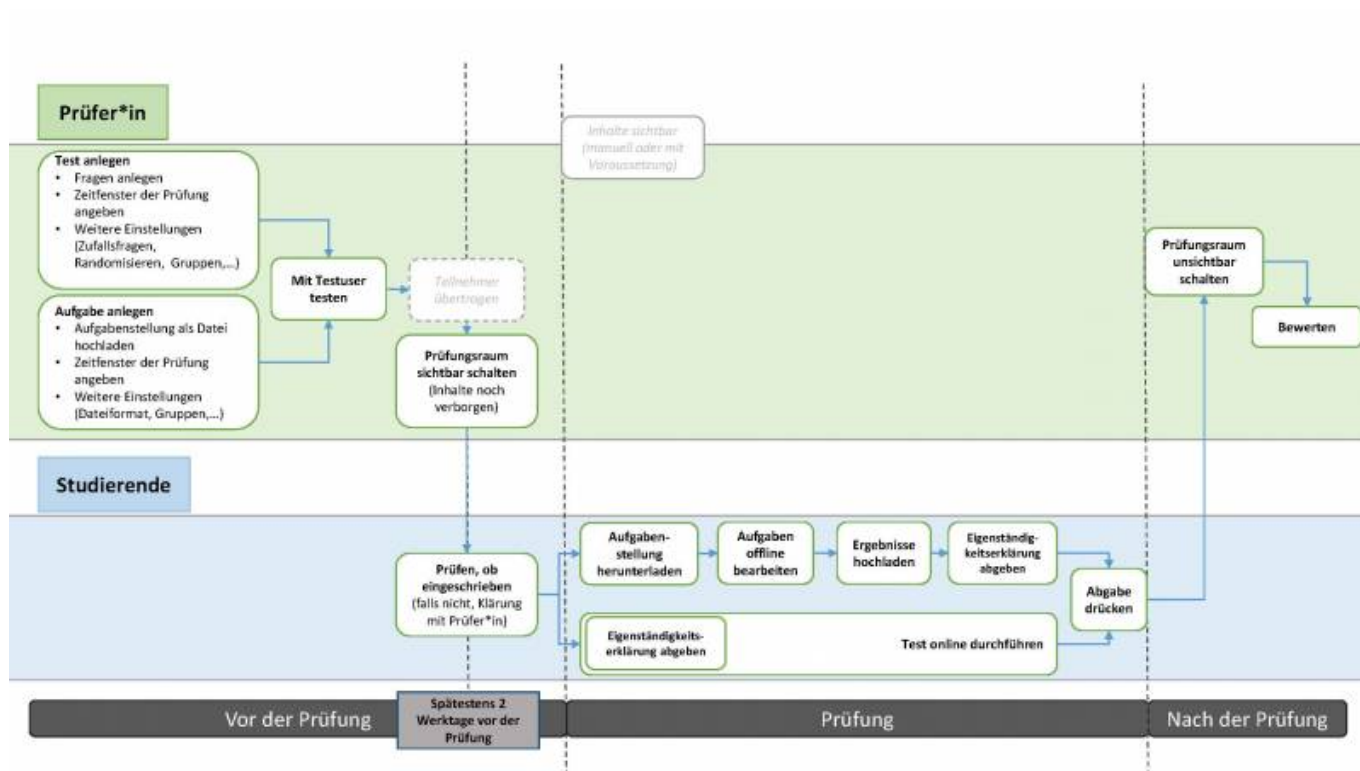 Prüfer*in
Inhalte sichtbar
(manuell oder mit
Voraussetzung)
Test anlegen
• Fragen anlegen
• Zeitfenster der Prüfung
angeben
• Weitere Einstellungen
(Zufallsfragen,
Randomisieren, Gruppen,...)
Aufgabe anlegen
• Aufgabenstellung als Datei
hochladen
• Zeitfenster der Prüfung
angeben
• Weitere Einstellungen
(Dateiformat, Gruppen,...)
Mit Testuser
testen
Teilnehmer
übertragen
Prüfungsraum
sichtbar schalten
(Inhalte noch
verborgen)
Prüfungsraum
unsichtbar
schalten
Bewerten
Studierende
Prüfen, ob
eingeschrieben
(falls nicht, Klärung
mit Prüfer*in)
Aufgaben-
stellung
herunterladen
Aufgaben
offline
bearbeiten
Ergebnisse
hochladen
Eigenständig-
keitserklärung
abgeben
Eigenständigkeits-
erklärung abgeben
Test online durchführen
Abgabe
drücken
Vor der Prüfung
Spätestens 2
Werktage vor der
Prüfung
Prüfung
Nach der Prüfung